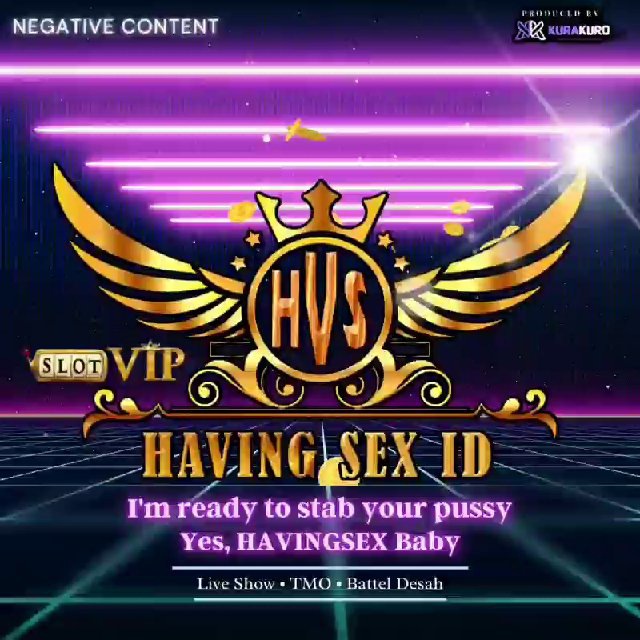 NEGATIVE CONTENT
PRODUCED BY
KURAKURO
HVS
SLOT VIP
HAVING SEX ID
I'm ready to stab your pussy
Yes, HAVINGSEX Baby
Live Show • TMO • Battel Desah